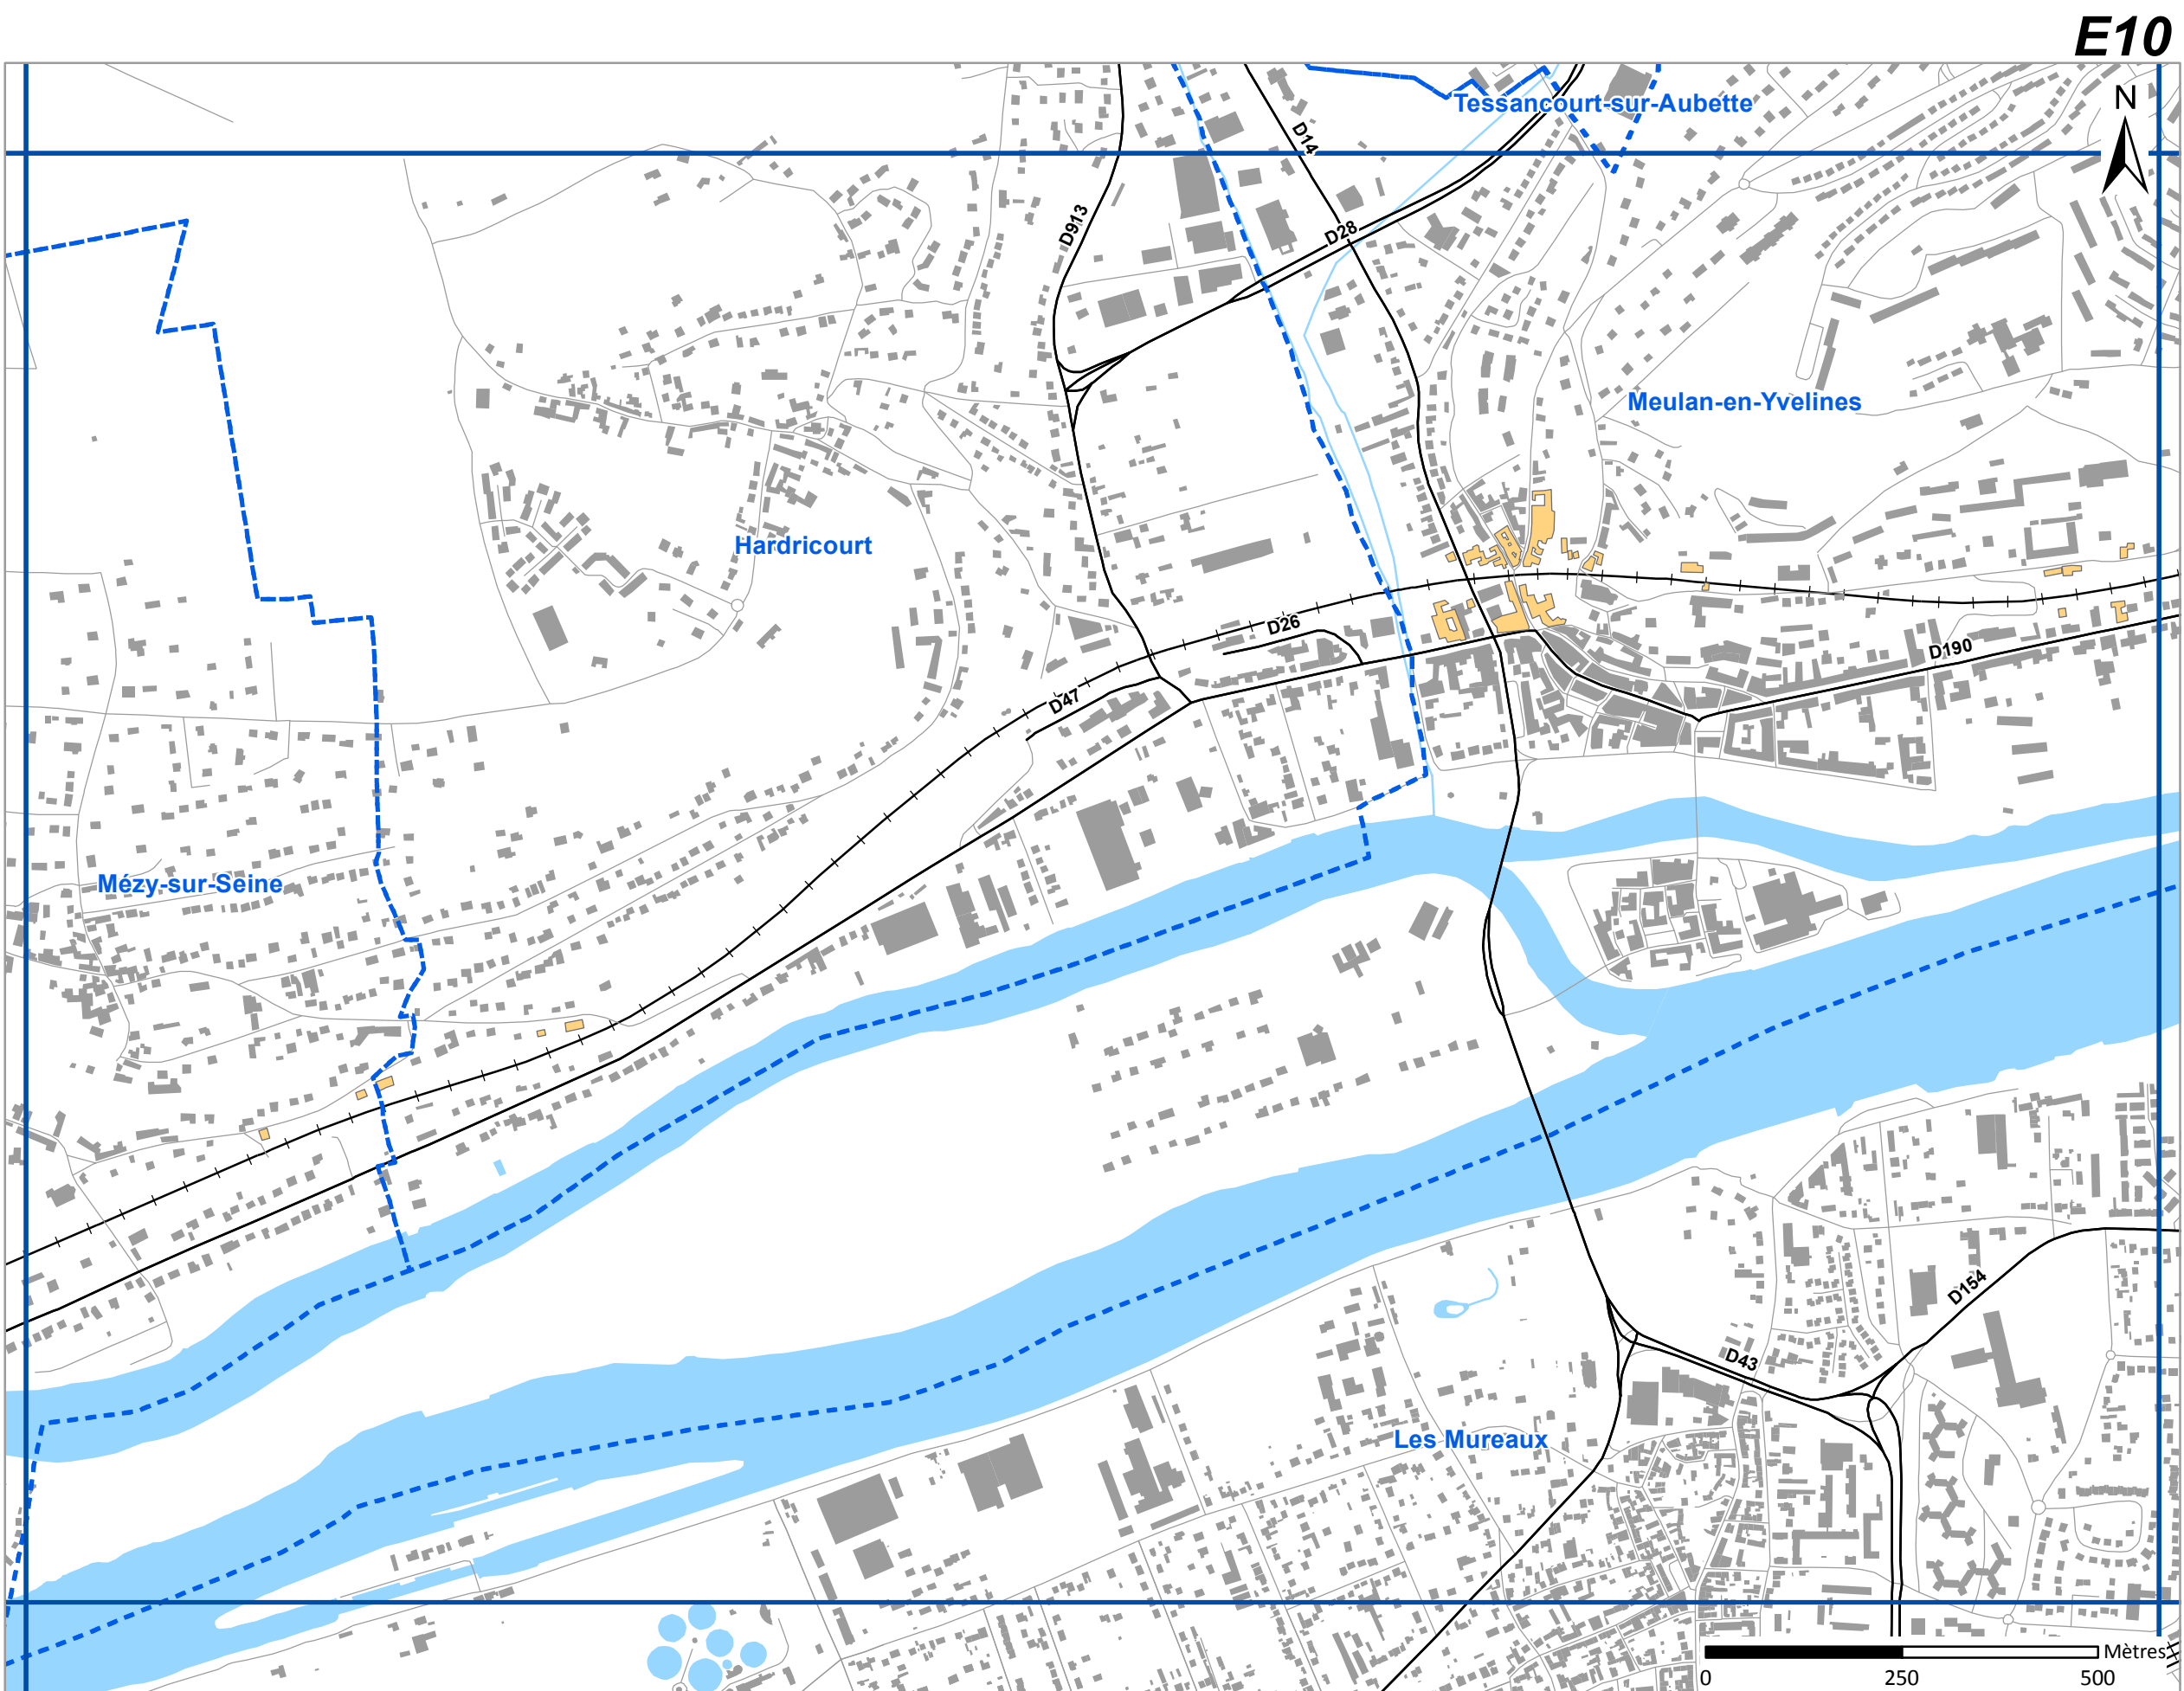 E10
Tessancourt-sur-Aubette
N
D14
D913
D28
Meulan-en-Yvelines
Hardricourt
D26
D190
D47
Mézy-sur-Seine
D154
D43
Les Mureaux
Mètres
0 250 500